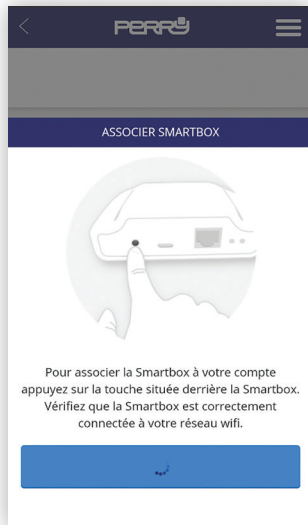 PERRY
ASSOCIER SMARTBOX
Pour associer la Smartbox à votre compte
appuyez sur la touche située derrière la Smartbox.
Vérifiez que la Smartbox est correctement
connectée à votre réseau wifi.